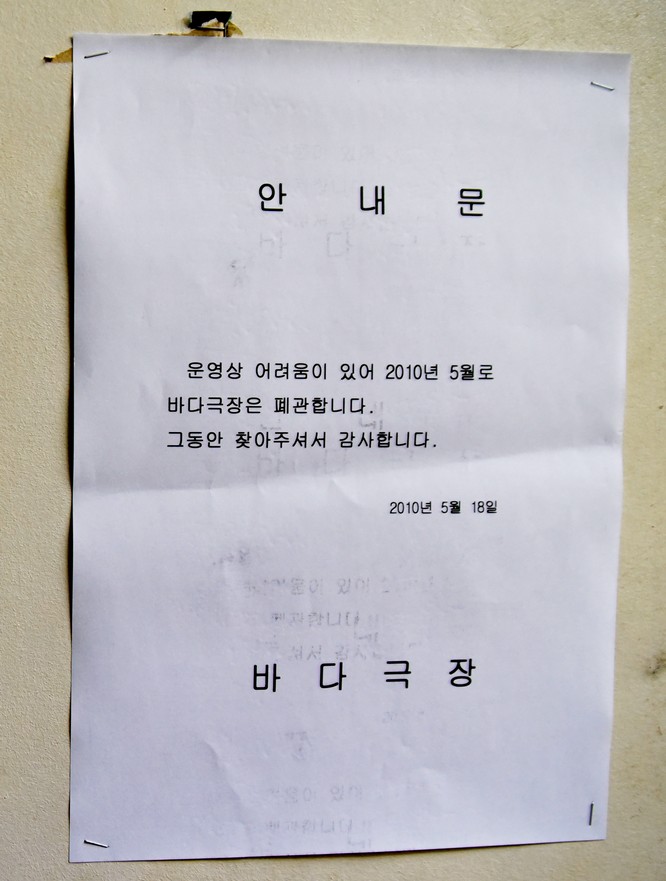 안 내 문
운영상 어려움이 있어 2010년 5월로
바다극장은 폐관합니다.
그동안 찾아주셔서 감사합니다.
2010년 5월 18일
바 다 극 장